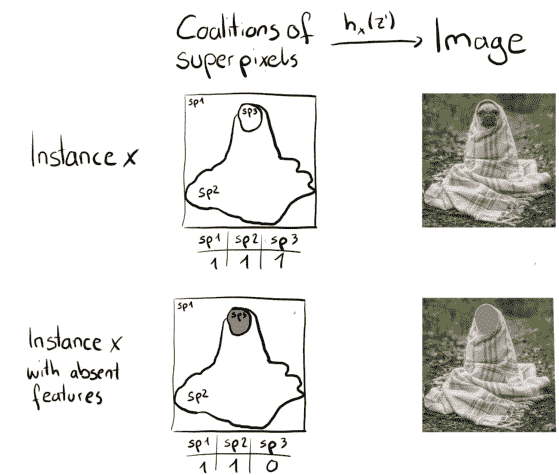 Coalitions of
superpixels
hₓ(z')
Image
Instance x
sp1
sp3
sp2
sp1 sp2 sp3
1 1 1
Instance x
with absent
features
sp1
sp3
sp2
sp1 sp2 sp3
1 1 0